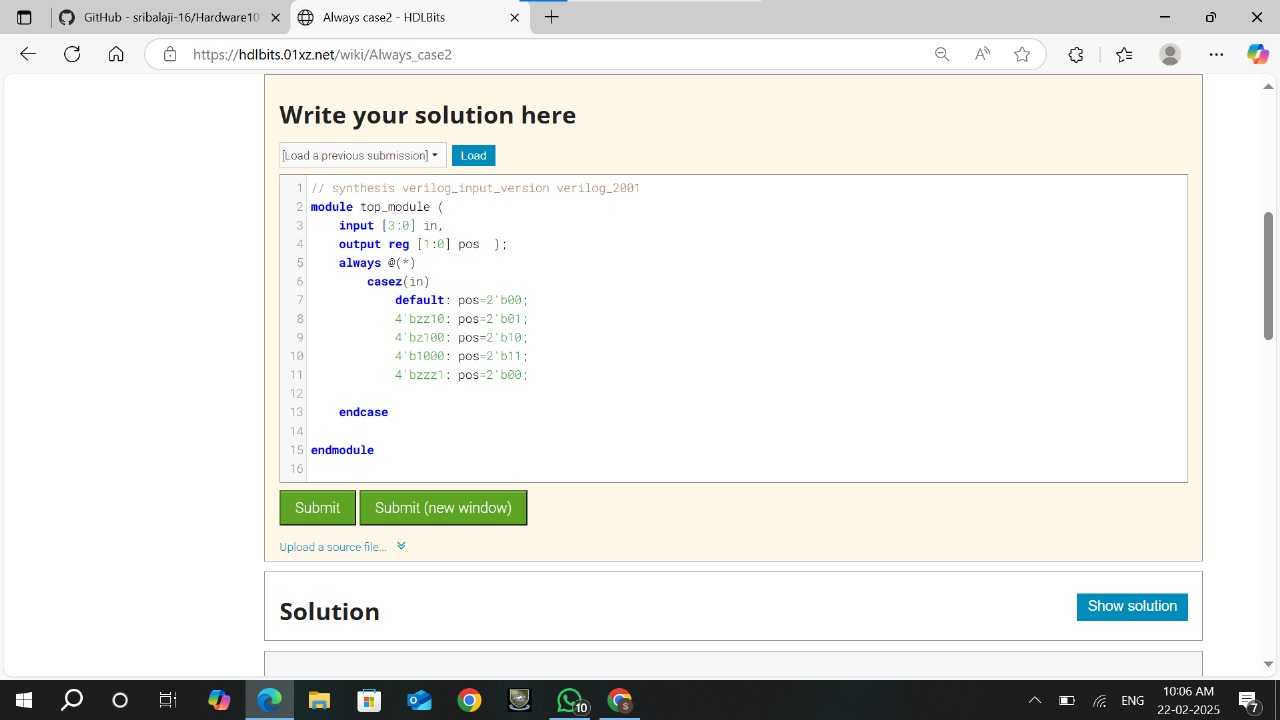 GitHub - sribalaji-16/Hardware10
Always case2 - HDLBits
https://hdlbits.01xz.net/wiki/Always_case2
Write your solution here
[Load a previous submission]
Load
1 // synthesis verilog_input_version verilog_2001
2 module top_module (
3 input [3:0] in,
4 output reg [1:0] pos );
5 always @(*)
6 casez(in)
7 default: pos=2'b00;
8 4'bzz10: pos=2'b01;
9 4'bz100: pos=2'b10;
10 4'b1000: pos=2'b11;
11 4'bzzz1: pos=2'b00;
12
13 endcase
14
15 endmodule
16
Submit
Submit (new window)
Upload a source file...
Solution
Show solution
10
S
ENG
10:06 AM
22-02-2025
7